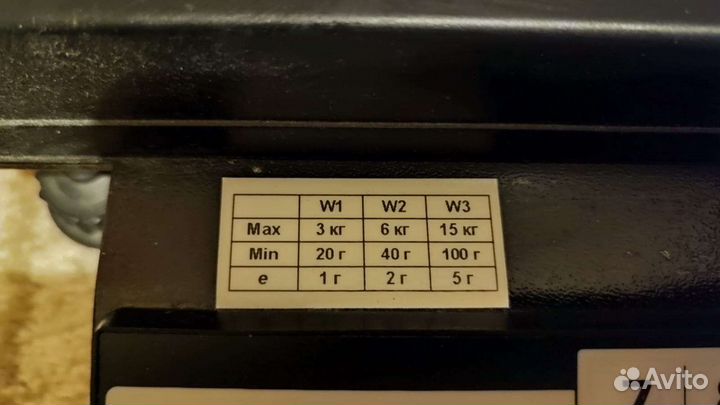 W1 W2 W3
Max 3 кг 6 кг 15 кг
Min 20 г 40 г 100 г
e 1 г 2 г 5 г
Avito